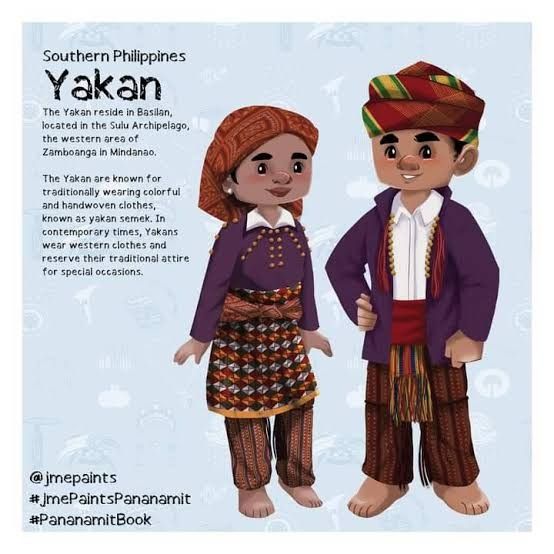 Southern Philippines
Yakan
The Yakan reside in Basilan,
located in the Sulu Archipelago,
the western area of
Zamboanga in Mindanao.
The Yakan are known for
traditionally wearing colorful
and handwoven clothes,
known as yakan semek. In
contemporary times, Yakans
wear western clothes and
reserve their traditional attire
for special occasions.
@jmepaints
#jmePaintsPananamit
#PananamitBook